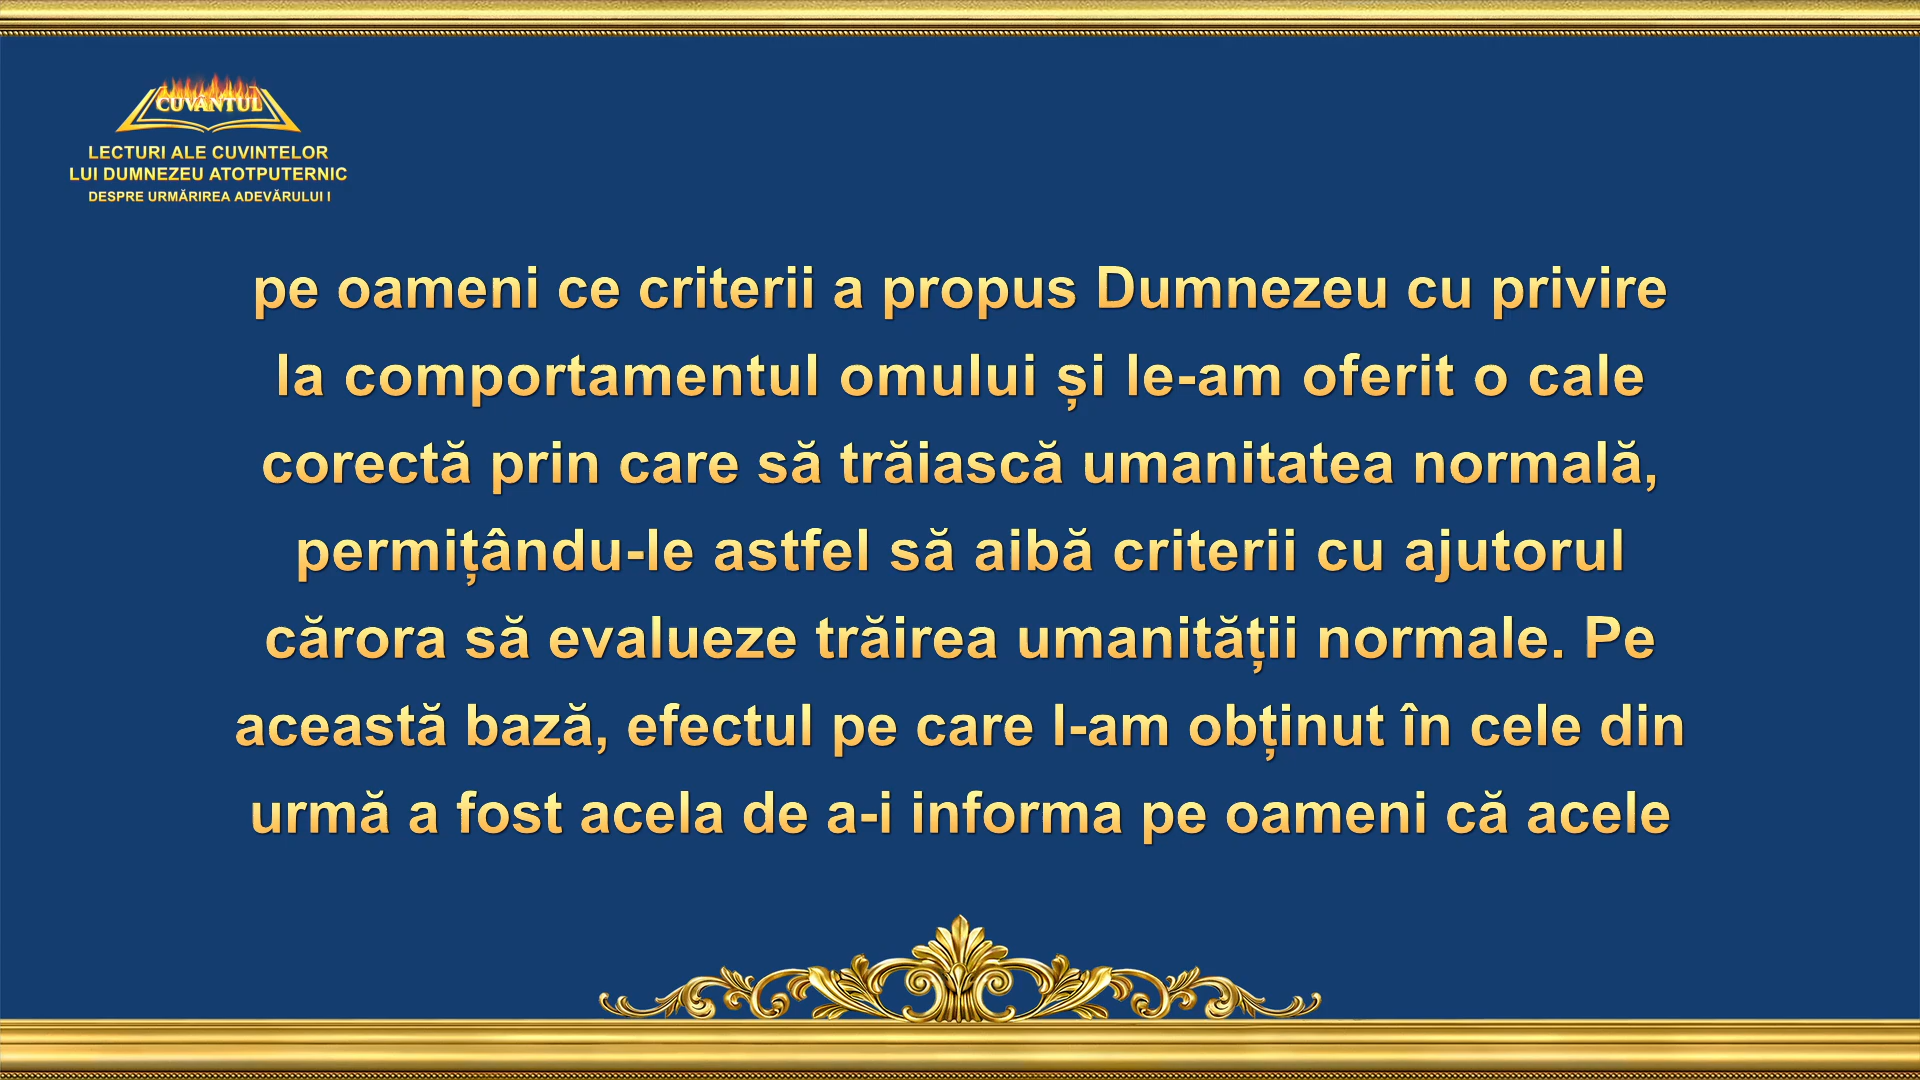 CUVÂNTUL
LECTURI ALE CUVINTELOR
LUI DUMNEZEU ATOTPUTERNIC
DESPRE URMĂRIREA ADEVĂRULUI I
pe oameni ce criterii a propus Dumnezeu cu privire
la comportamentul omului și le-am oferit o cale
corectă prin care să trăiască umanitatea normală,
permițându-le astfel să aibă criterii cu ajutorul
cărora să evalueze trăirea umanității normale. Pe
această bază, efectul pe care l-am obținut în cele din
urmă a fost acela de a-i informa pe oameni că acele